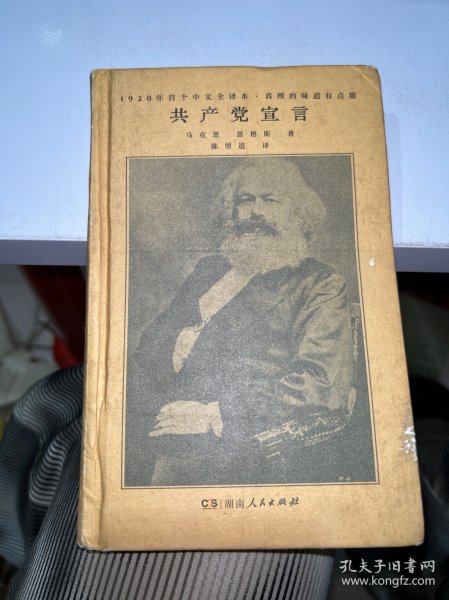 1920年首个中文全译本·真理的味道有点甜
共产党宣言
马克思 恩格斯 著
陈望道 译
CS 湖南人民出版社
孔夫子旧书网
www.kongfz.com